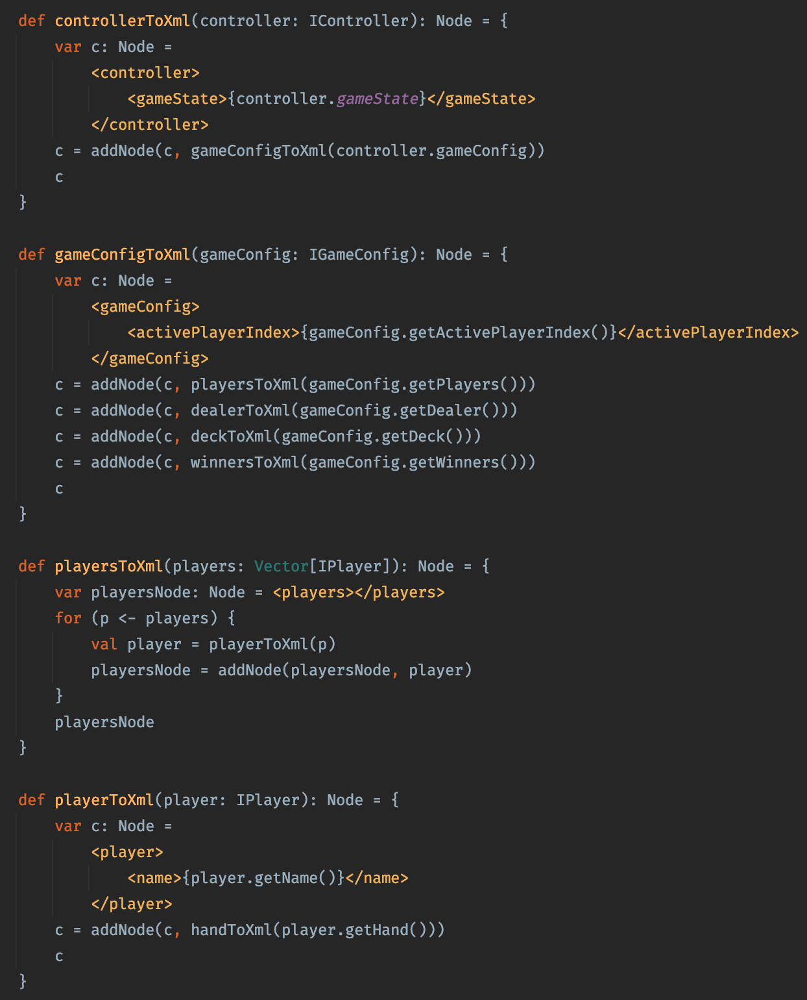 def controllerToXml(controller: IController): Node = {
    var c: Node =
        <controller>
            <gameState>{controller.gameState}</gameState>
        </controller>
    c = addNode(c, gameConfigToXml(controller.gameConfig))
    c
}

def gameConfigToXml(gameConfig: IGameConfig): Node = {
    var c: Node =
        <gameConfig>
            <activePlayerIndex>{gameConfig.getActivePlayerIndex()}</activePlayerIndex>
        </gameConfig>
    c = addNode(c, playersToXml(gameConfig.getPlayers()))
    c = addNode(c, dealerToXml(gameConfig.getDealer()))
    c = addNode(c, deckToXml(gameConfig.getDeck()))
    c = addNode(c, winnersToXml(gameConfig.getWinners()))
    c
}

def playersToXml(players: Vector[IPlayer]): Node = {
    var playersNode: Node = <players></players>
    for (p <- players) {
        val player = playerToXml(p)
        playersNode = addNode(playersNode, player)
    }
    playersNode
}

def playerToXml(player: IPlayer): Node = {
    var c: Node =
        <player>
            <name>{player.getName()}</name>
        </player>
    c = addNode(c, handToXml(player.getHand()))
    c
}